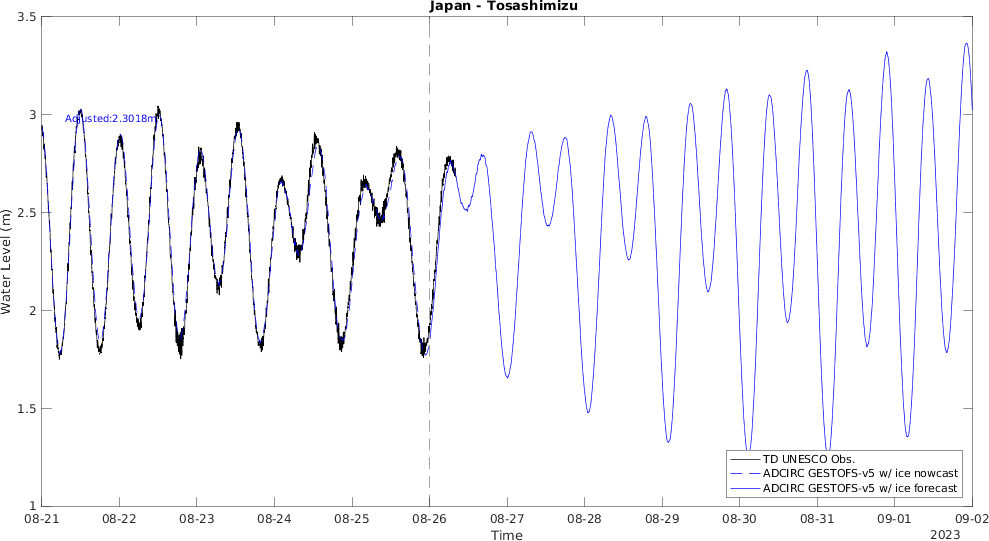 Japan - Tosashimizu
3.5
3
2.5
2
1.5
1
Water Level (m)
Adjusted:2.3018m
TD UNESCO Obs.
ADCIRC GESTOFS-v5 w/ ice nowcast
ADCIRC GESTOFS-v5 w/ ice forecast
08-21 08-22 08-23 08-24 08-25 08-26 08-27 08-28 08-29 08-30 08-31 09-01 09-02
Time
2023